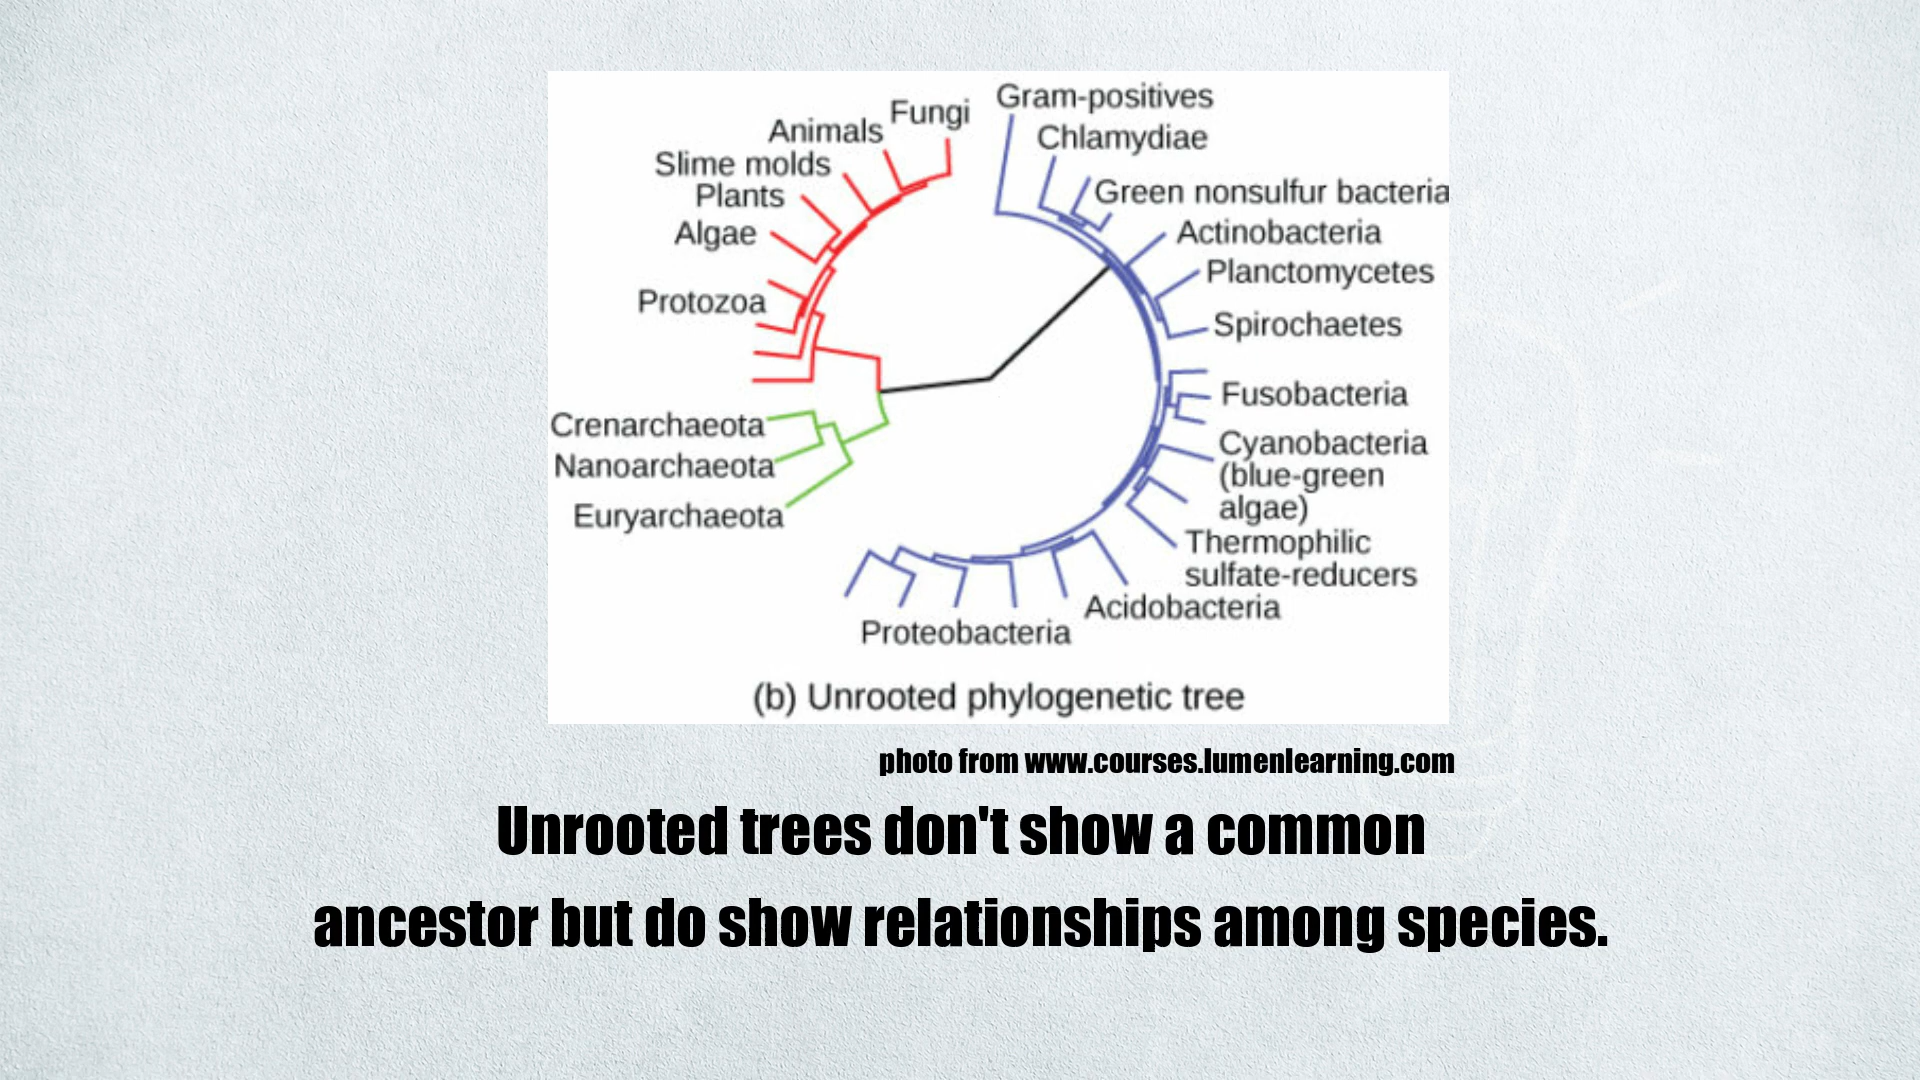 Fungi
Gram-positives
Animals
Chlamydiae
Slime molds
Green nonsulfur bacteria
Plants
Algae
Actinobacteria
Planctomycetes
Protozoa
Spirochaetes
Fusobacteria
Crenarchaeota
Cyanobacteria
(blue-green
algae)
Nanoarchaeota
Euryarchaeota
Thermophilic
sulfate-reducers
Acidobacteria
Proteobacteria
(b) Unrooted phylogenetic tree
photo from www.courses.lumenlearning.com
Unrooted trees don't show a common
ancestor but do show relationships among species.